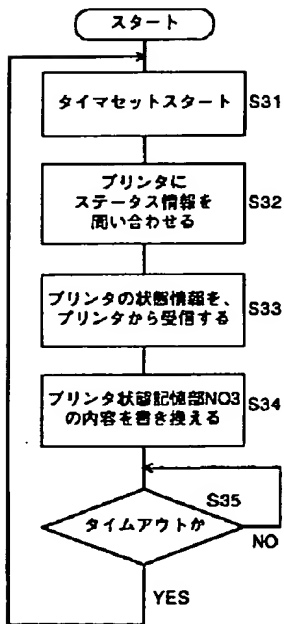 スタート
タイマセットスタート
S31
プリンタに
ステータス情報を
問い合わせる
S32
プリンタの状態情報を、
プリンタから受信する
S33
プリンタ状態記憶部NO3
の内容を書き換える
S34
S35
タイムアウトか
NO
YES